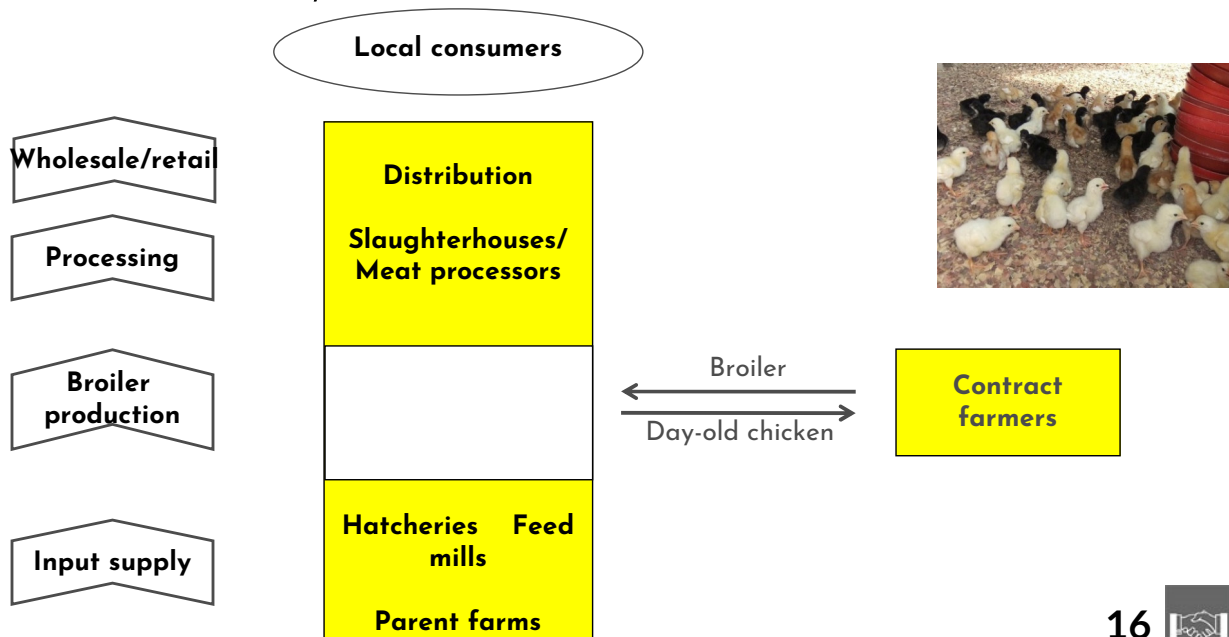 Local consumers
Wholesale/retail
Distribution
Slaughterhouses/
Meat processors
Processing
Broiler
production
Broiler
Day-old chicken
Contract
farmers
Input supply
Hatcheries Feed
mills
Parent farms
16